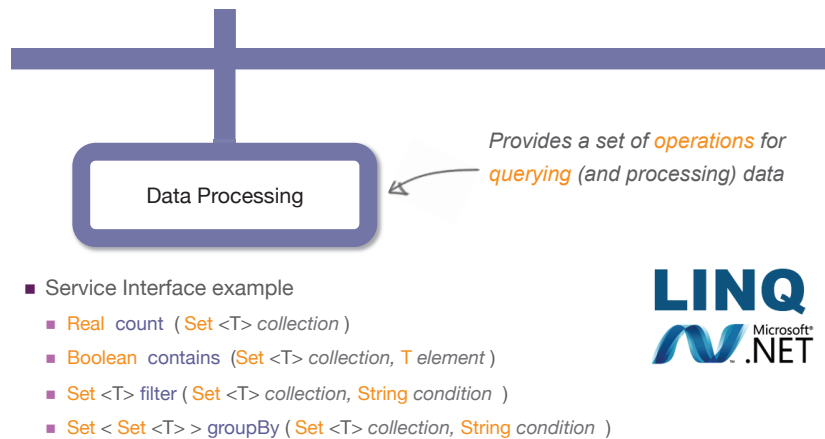 Provides a set of operations for
querying (and processing) data
Data Processing
Service Interface example
Real count ( Set <T> collection )
Boolean contains (Set <T> collection, T element )
Set <T> filter ( Set <T> collection, String condition )
Set < Set <T> > groupBy ( Set <T> collection, String condition )
LINQ
Microsoft®
.NET